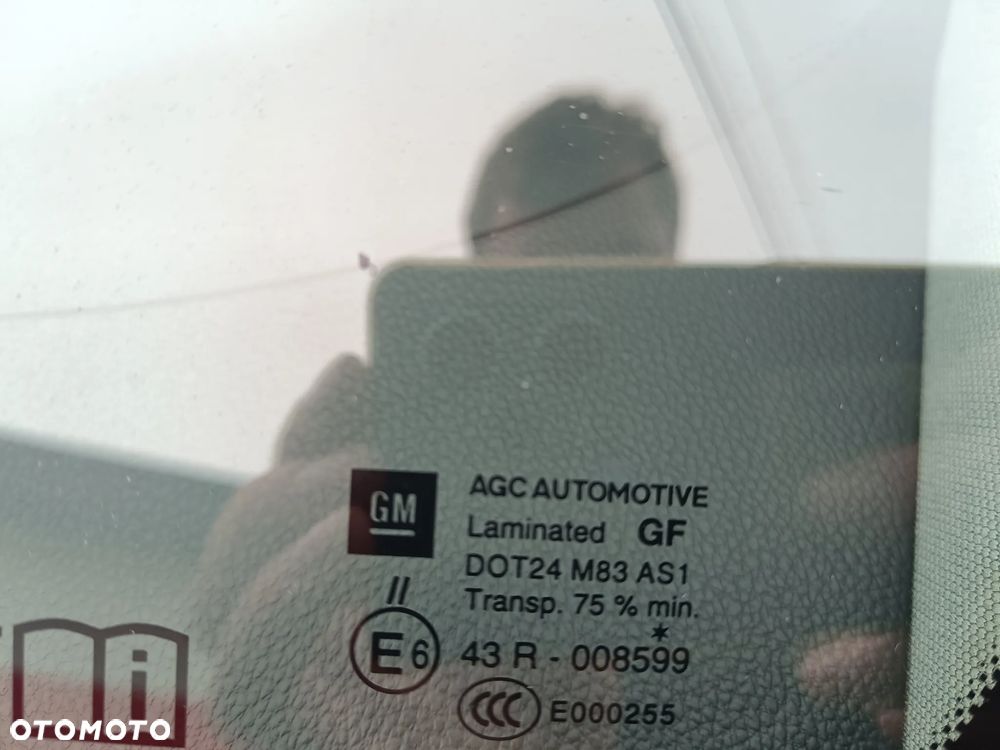 GM
AGC AUTOMOTIVE
Laminated GF
DOT24 M83 AS1
Transp. 75 % min.
//
E6 43 R - 008599
*
CCC E000255
i
OTOMOTO